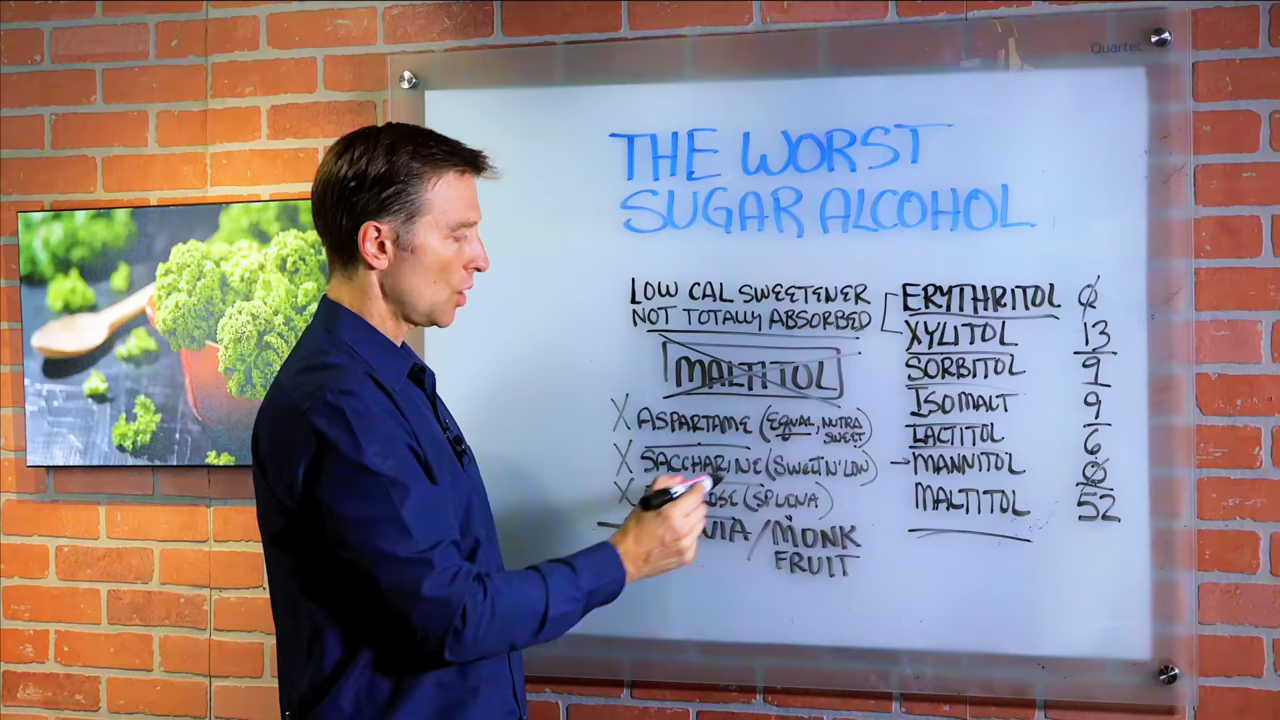 Quartet
THE WORST
SUGAR ALCOHOL
LOW CAL SWEETENER
NOT TOTALLY ABSORBED
MALTITOL
X ASPARTAME (EQUAL, NUTRA
SWEET)
X SACCHARINE (SWEET N' LOW)
X (SPLENDA)
/ MONK
FRUIT
ERYTHRITOL 0
XYLITOL 13
SORBITOL 9
ISOMALT 9
LACTITOL 6
→ MANNITOL 0
MALTITOL 52